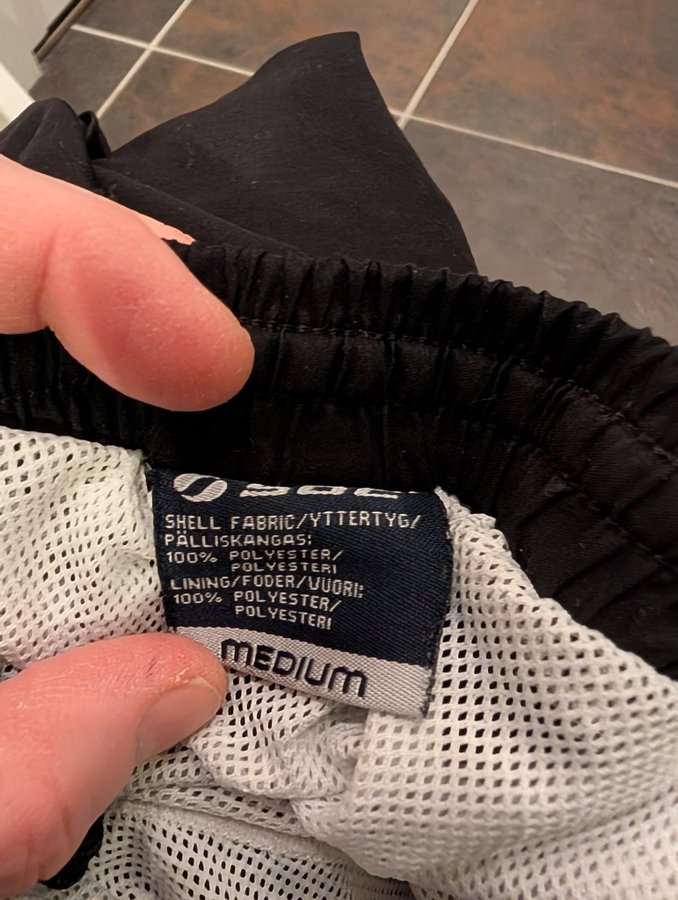 SHELL FABRIC/YTTERTYG/
PÄLLISKANGAS:
100% POLYESTER/
POLYESTERI
LINING/FODER/VUORI:
100% POLYESTER/
POLYESTERI
MEDIUM